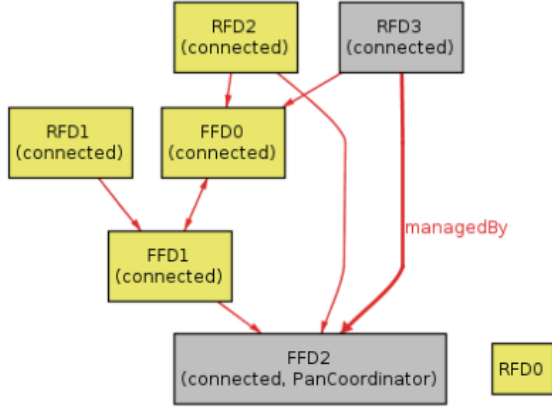 RFD2
(connected)
RFD3
(connected)
RFD1
(connected)
FFD0
(connected)
managedBy
FFD1
(connected)
FFD2
(connected, PanCoordinator)
RFD0